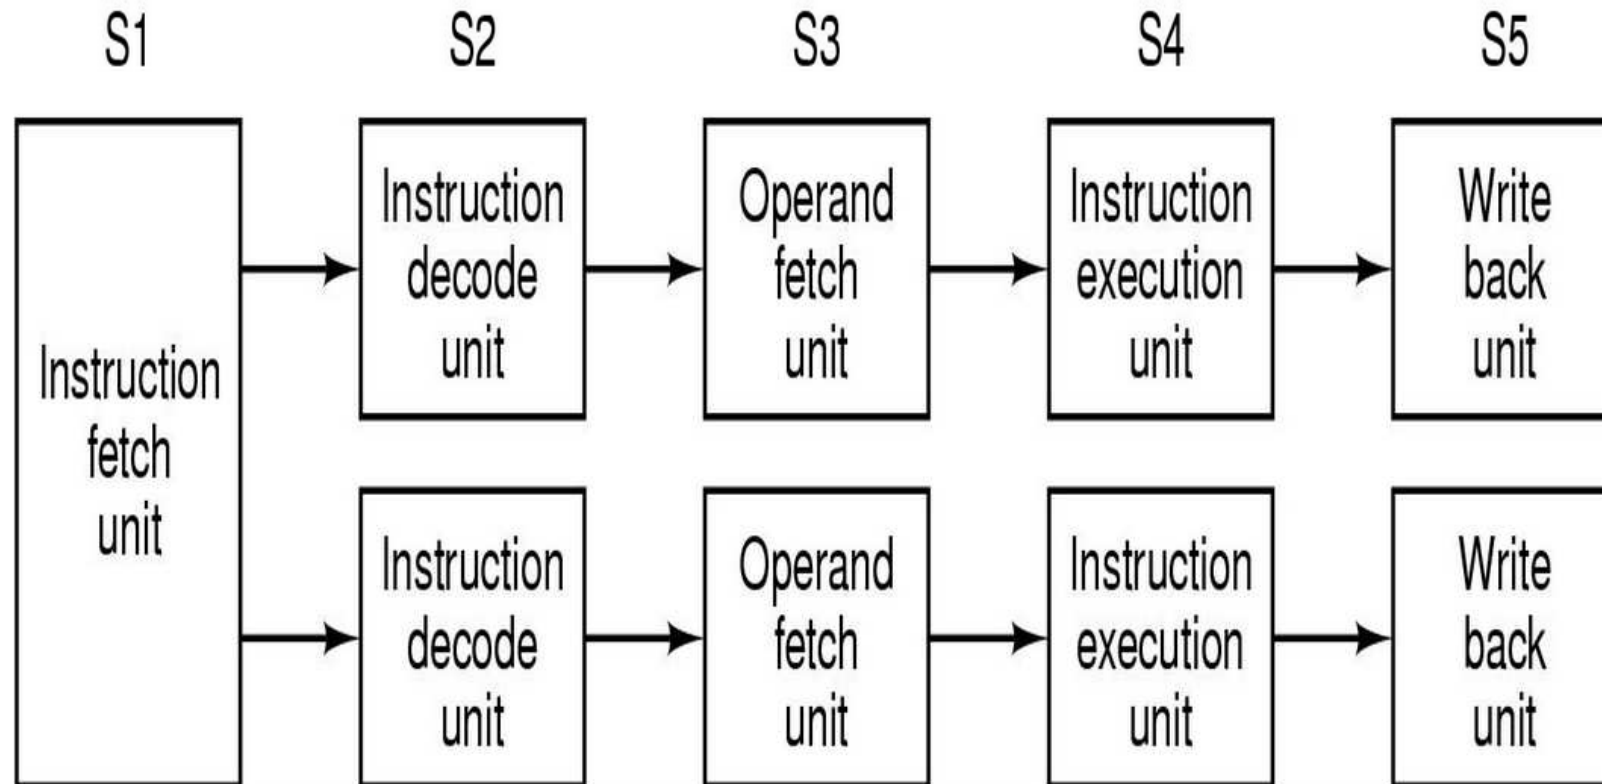 S1 S2 S3 S4 S5
Instruction
fetch
unit
Instruction
decode
unit
Operand
fetch
unit
Instruction
execution
unit
Write
back
unit
Instruction
decode
unit
Operand
fetch
unit
Instruction
execution
unit
Write
back
unit